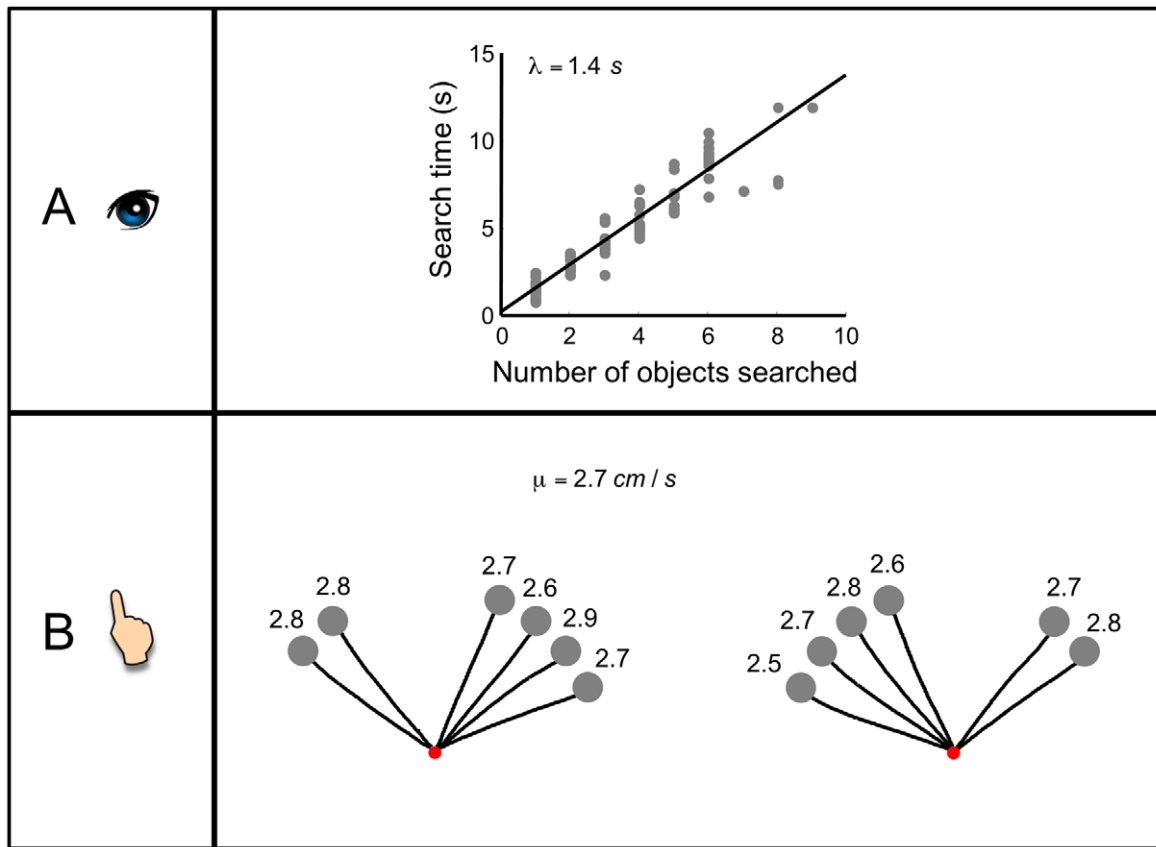 A
λ = 1.4 s
Search time (s)
15
10
5
0
0 2 4 6 8 10
Number of objects searched
B
μ = 2.7 cm / s
2.8
2.8
2.7
2.6
2.9
2.7
2.5
2.7
2.8
2.6
2.7
2.8